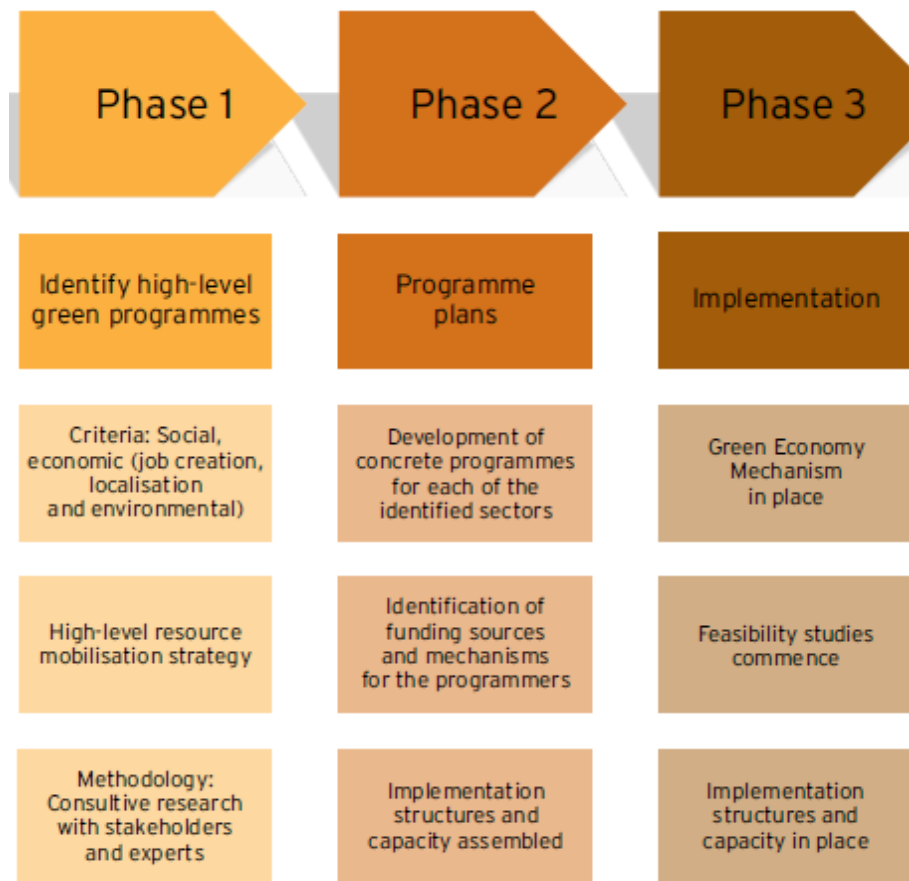 Phase 1
Phase 2
Phase 3
Identify high-level
green programmes
Programme
plans
Implementation
Criteria: Social,
economic (job creation,
localisation
and environmental)
Development of
concrete programmes
for each of the
identified sectors
Green Economy
Mechanism
in place
High-level resource
mobilisation strategy
Identification of
funding sources
and mechanisms
for the programmers
Feasibility studies
commence
Methodology:
Consultive research
with stakeholders
and experts
Implementation
structures and
capacity assembled
Implementation
structures and
capacity in place